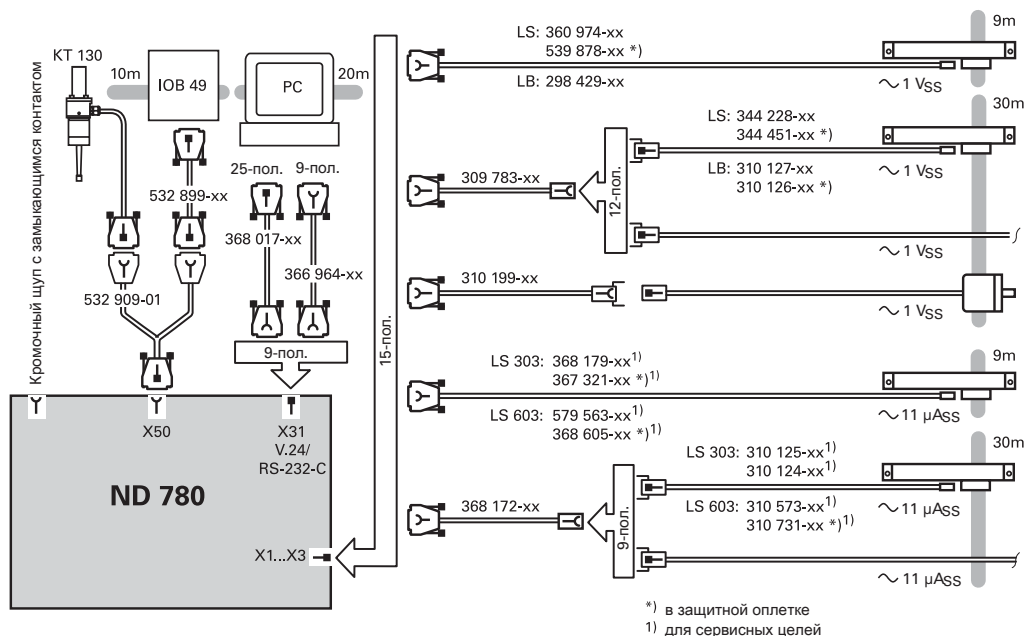 Кромочный щуп с замыкающимся контактом
KT 130
10m
IOB 49
PC
20m
532 899-xx
25-пол.
9-пол.
368 017-xx
366 964-xx
532 909-01
9-пол.
X50
X31
V.24/
RS-232-C
ND 780
X1...X3
15-пол.
LS: 360 974-xx
539 878-xx *)
LB: 298 429-xx
9m
~ 1 VSS
309 783-xx
12-пол.
LS: 344 228-xx
344 451-xx *)
LB: 310 127-xx
310 126-xx *)
30m
~ 1 VSS
~ 1 VSS
310 199-xx
~ 1 VSS
LS 303: 368 179-xx1)
367 321-xx *)1)
LS 603: 579 563-xx1)
368 605-xx *)1)
9m
~ 11 µASS
368 172-xx
9-пол.
LS 303: 310 125-xx1)
310 124-xx1)
LS 603: 310 573-xx1)
310 731-xx *)1)
30m
~ 11 µASS
~ 11 µASS
*) в защитной оплетке
1) для сервисных целей